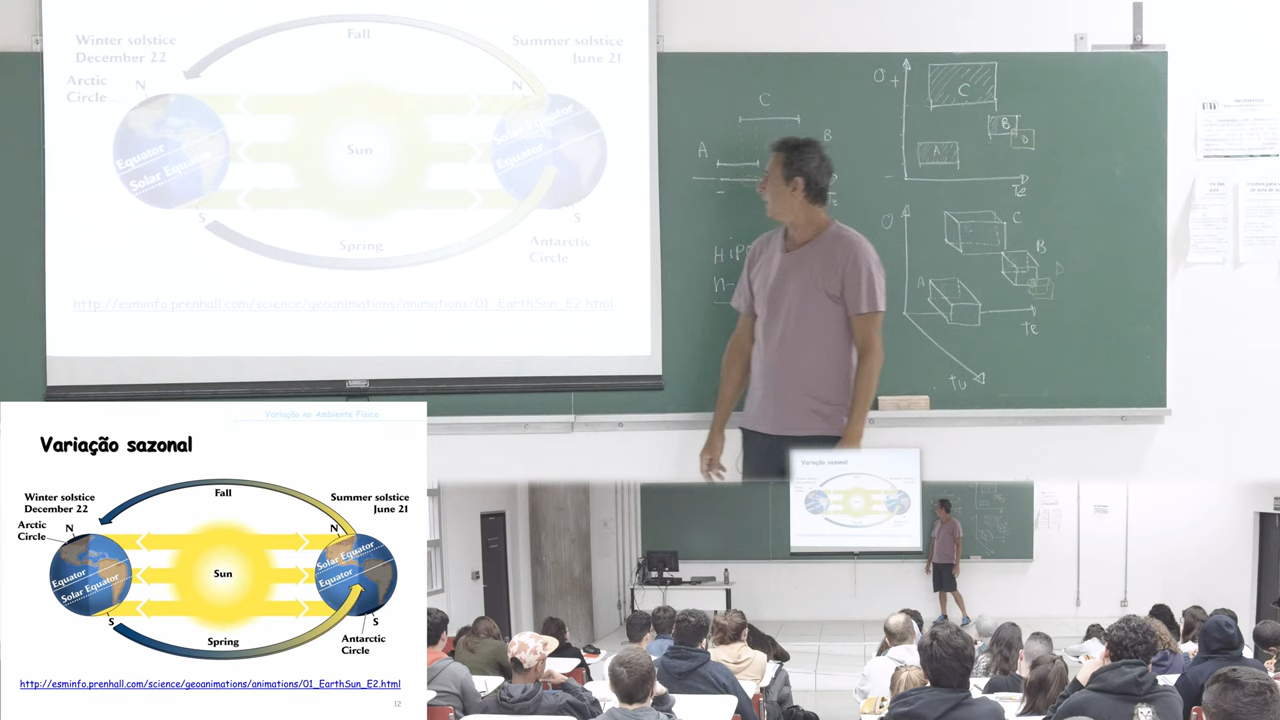 Winter solstice
December 22
Arctic
Circle
N
Fall
Summer solstice
June 21
N
Equator
Solar Equator
Sun
Solar Equator
Equator
S
Spring
S
Antarctic
Circle
http://esminfo.prenhall.com/science/geoanimations/animations/01_EarthSun_E2.html
C
A
B
-
Te
O
+
C
B
D
A
-
Te
O
C
B
D
A
Te
Tu
Variação no Ambiente Físico
Variação sazonal
Winter solstice
December 22
Arctic
Circle
N
Fall
Summer solstice
June 21
N
Equator
Solar Equator
Sun
Solar Equator
Equator
S
Spring
S
Antarctic
Circle
http://esminfo.prenhall.com/science/geoanimations/animations/01_EarthSun_E2.html
12
Variação sazonal